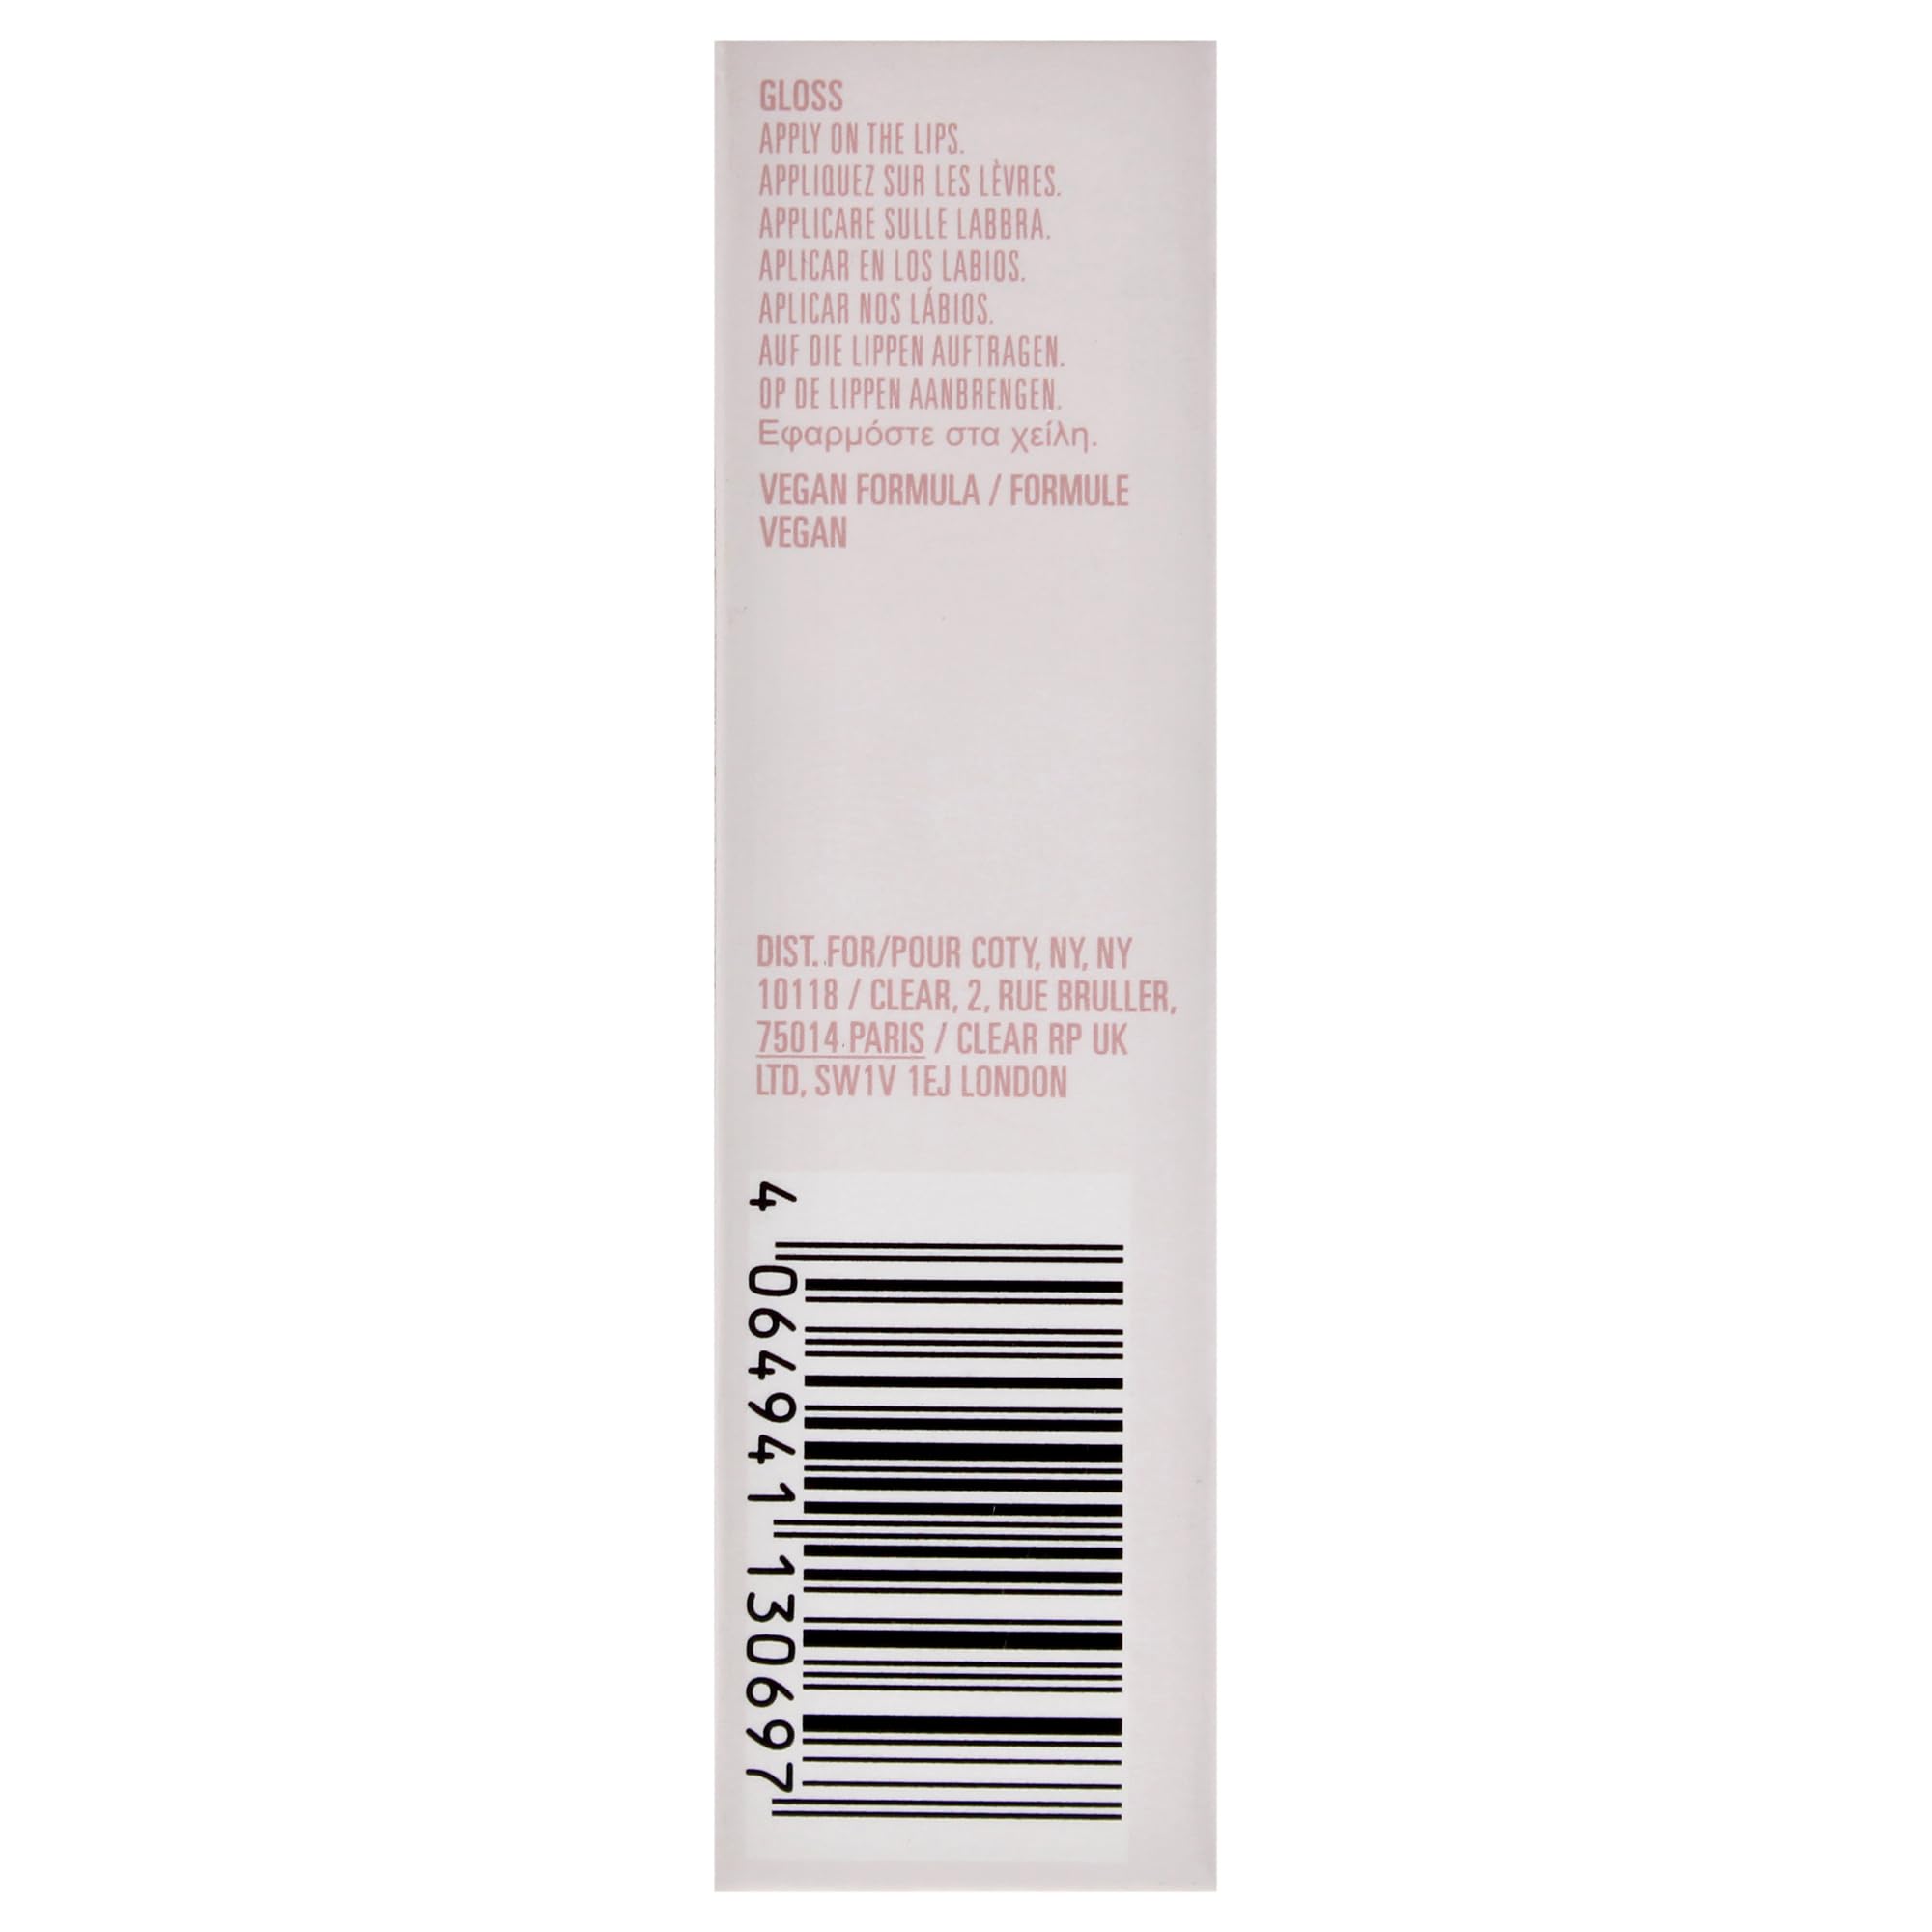 GLOSS
APPLY ON THE LIPS.
APPLIQUEZ SUR LES LÈVRES.
APPLICARE SULLE LABBRA.
APLICAR EN LOS LABIOS.
APLICAR NOS LÁBIOS.
AUF DIE LIPPEN AUFTRAGEN.
OP DE LIPPEN AANBRENGEN.
Εφαρμόστε στα χείλη.
VEGAN FORMULA / FORMULE
VEGAN
DIST. FOR/POUR COTY, NY, NY
10118 / CLEAR, 2, RUE BRULLER,
75014 PARIS / CLEAR RP UK
LTD, SW1V 1EJ LONDON
4 064941 130697